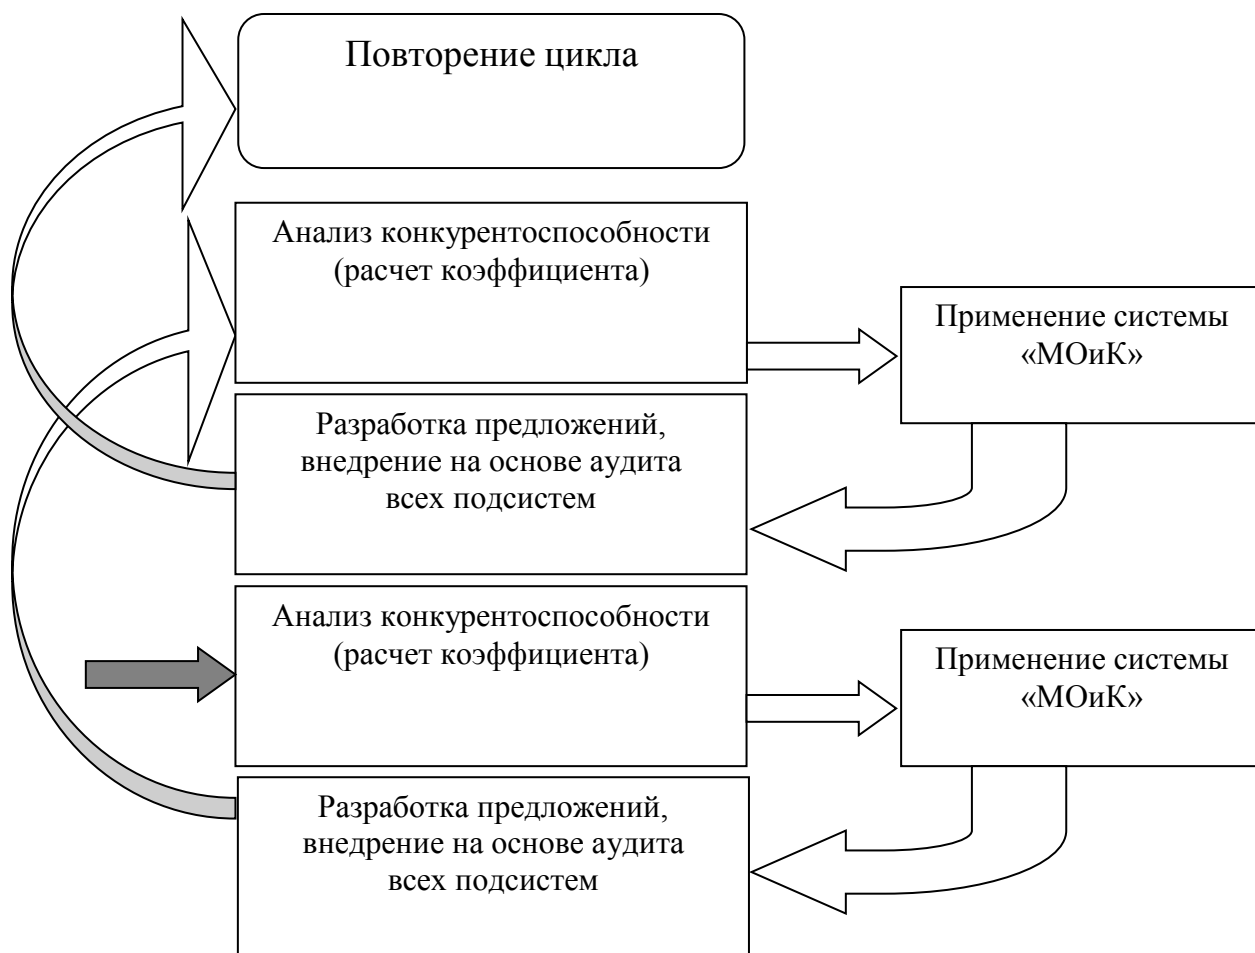 Повторение цикла
Анализ конкурентоспособности
(расчет коэффициента)
Применение системы
«МОиК»
Разработка предложений,
внедрение на основе аудита
всех подсистем
Анализ конкурентоспособности
(расчет коэффициента)
Применение системы
«МОиК»
Разработка предложений,
внедрение на основе аудита
всех подсистем